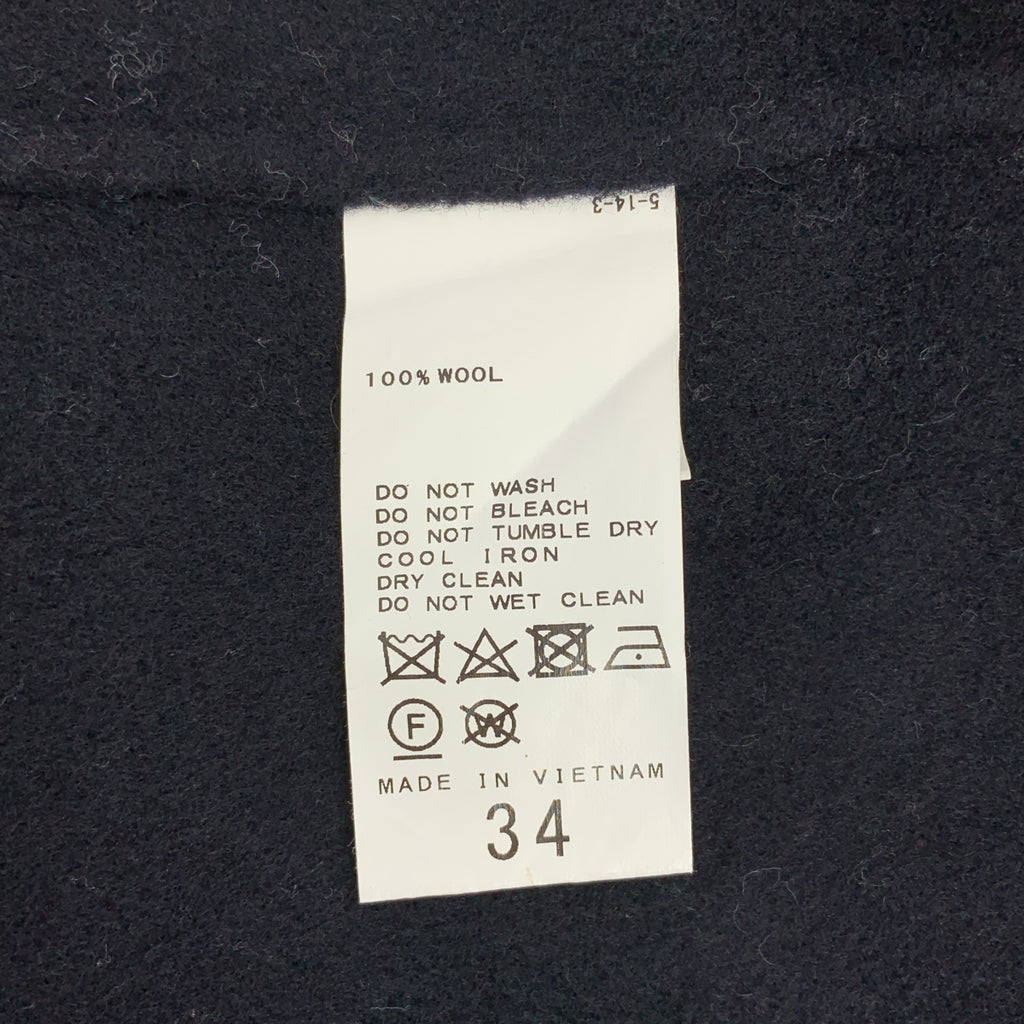 5-14-3
100% WOOL
DO NOT WASH
DO NOT BLEACH
DO NOT TUMBLE DRY
COOL IRON
DRY CLEAN
DO NOT WET CLEAN
F W
MADE IN VIETNAM
34